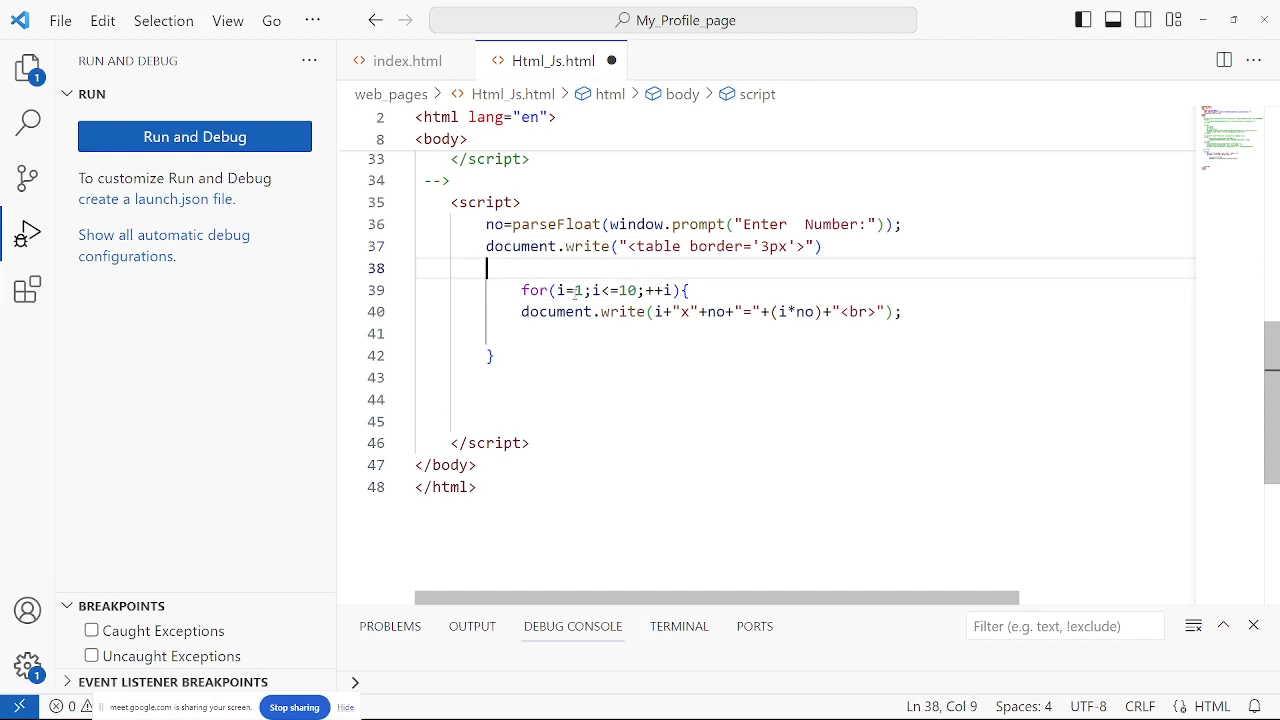 File Edit Selection View Go ··· My_Profile_page
RUN AND DEBUG ···
index.html Html_Js.html ···
RUN
web_pages > Html_Js.html > html > body > script
Run and Debug
To customize Run and Debug
create a launch.json file.
Show all automatic debug
configurations.
2 <html lang="en">
8 <body>
33 </script>
34 -->
35 <script>
36 no=parseFloat(window.prompt("Enter  Number:"));
37 document.write("<table border='3px'>")
38
39 for(i=1;i<=10;++i){
40 document.write(i+"x"+no+"="+(i*no)+"<br>");
41
42 }
43
44
45
46 </script>
47 </body>
48 </html>
BREAKPOINTS
Caught Exceptions
Uncaught Exceptions
EVENT LISTENER BREAKPOINTS
PROBLEMS OUTPUT DEBUG CONSOLE TERMINAL PORTS Filter (e.g. text, !exclude)
>
1
1
0
meet.google.com is sharing your screen. Stop sharing Hide
Ln 38, Col 9 Spaces: 4 UTF-8 CRLF HTML